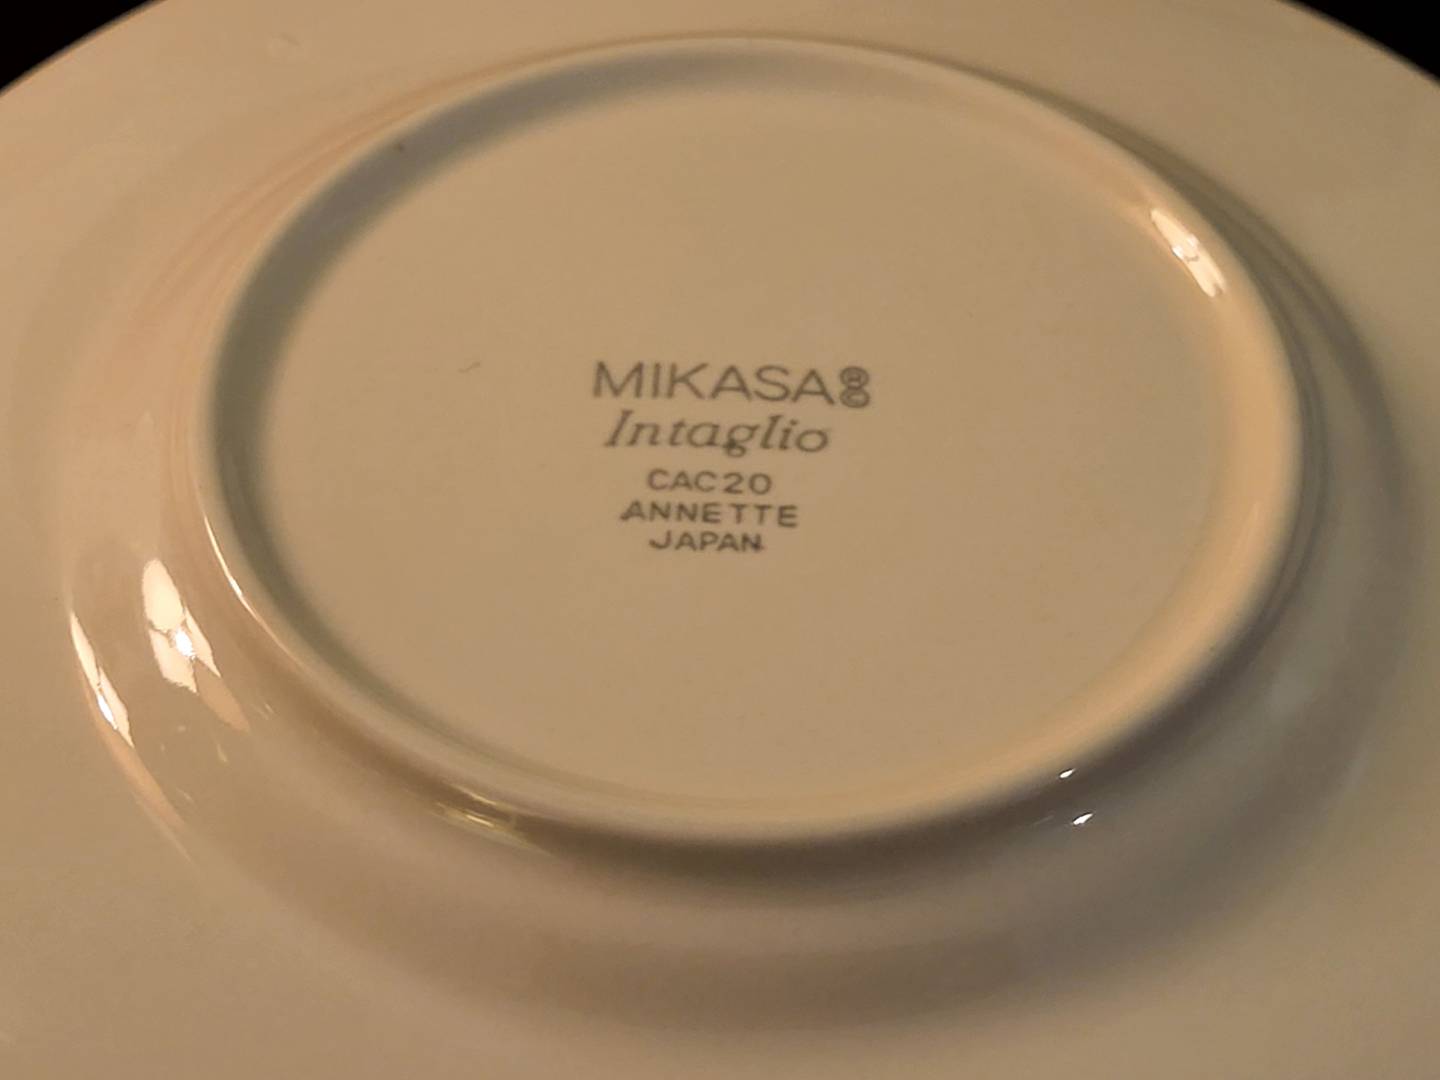 MIKASA®©
Intaglio
CAC20
ANNETTE
JAPAN